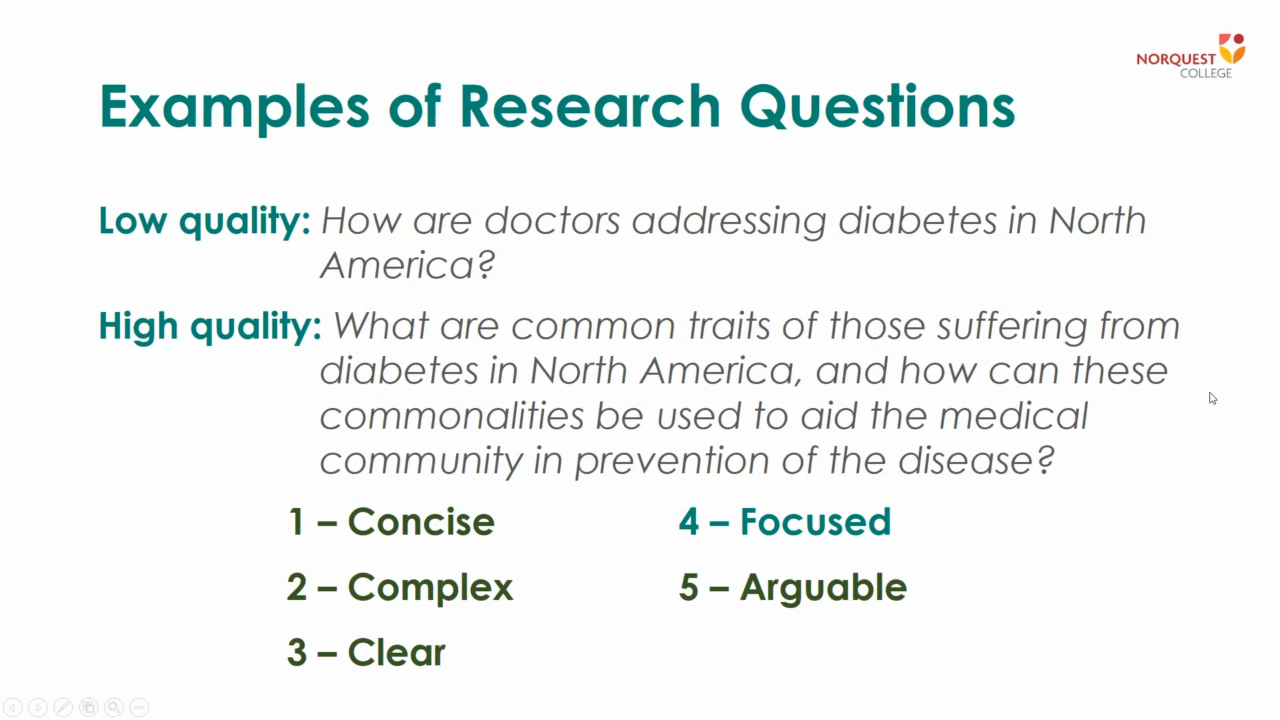 NORQUEST
COLLEGE
Examples of Research Questions
Low quality: How are doctors addressing diabetes in North
America?
High quality: What are common traits of those suffering from
diabetes in North America, and how can these
commonalities be used to aid the medical
community in prevention of the disease?
1 – Concise
2 – Complex
3 – Clear
4 – Focused
5 – Arguable